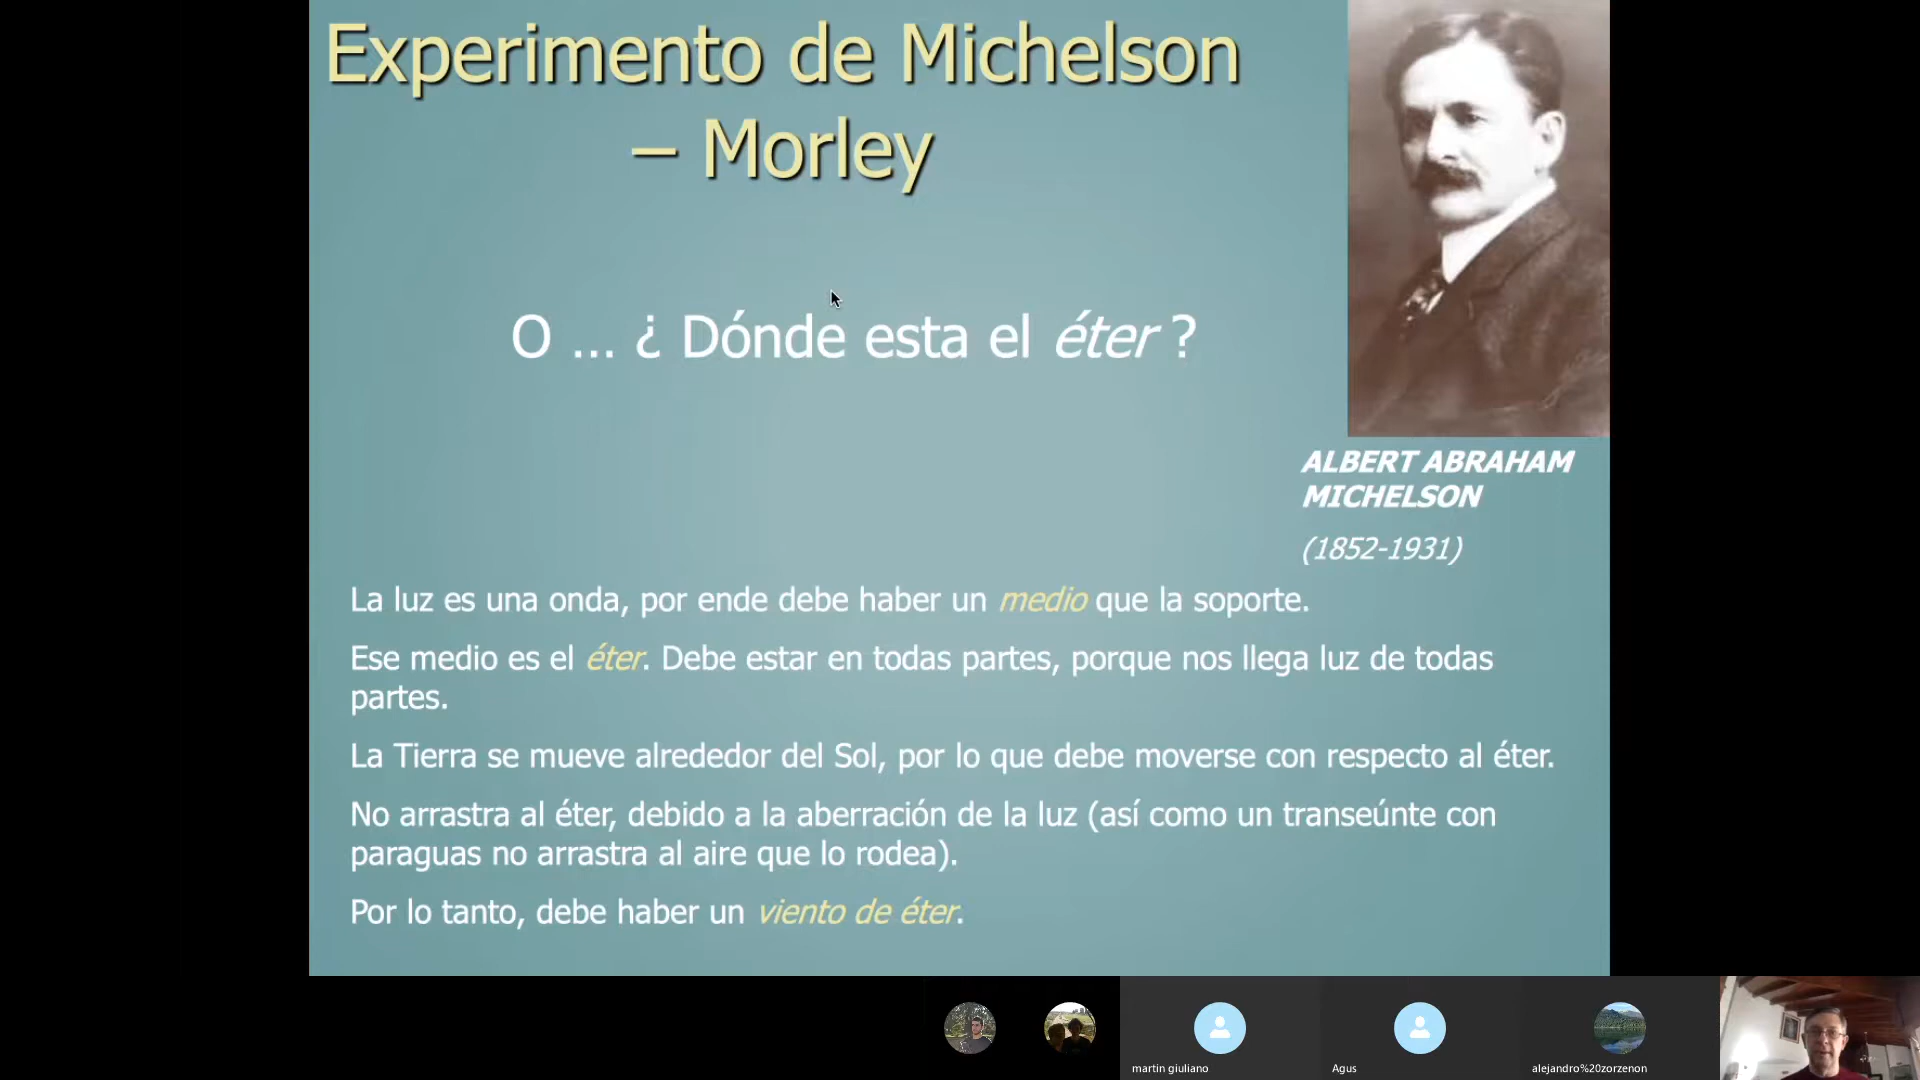 Experimento de Michelson
– Morley
O ... ¿ Dónde esta el éter ?
ALBERT ABRAHAM
MICHELSON
(1852-1931)
La luz es una onda, por ende debe haber un medio que la soporte.
Ese medio es el éter. Debe estar en todas partes, porque nos llega luz de todas
partes.
La Tierra se mueve alrededor del Sol, por lo que debe moverse con respecto al éter.
No arrastra al éter, debido a la aberración de la luz (así como un transeúnte con
paraguas no arrastra al aire que lo rodea).
Por lo tanto, debe haber un viento de éter.
martin giuliano
Agus
alejandro%20zorzenon